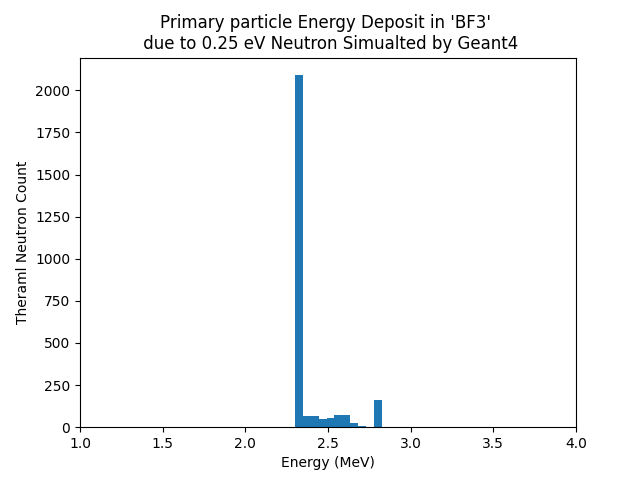 Primary particle Energy Deposit in 'BF3'
due to 0.25 eV Neutron Simualted by Geant4
2000
1750
1500
1250
1000
750
500
250
0
Theraml Neutron Count
1.0 1.5 2.0 2.5 3.0 3.5 4.0
Energy (MeV)